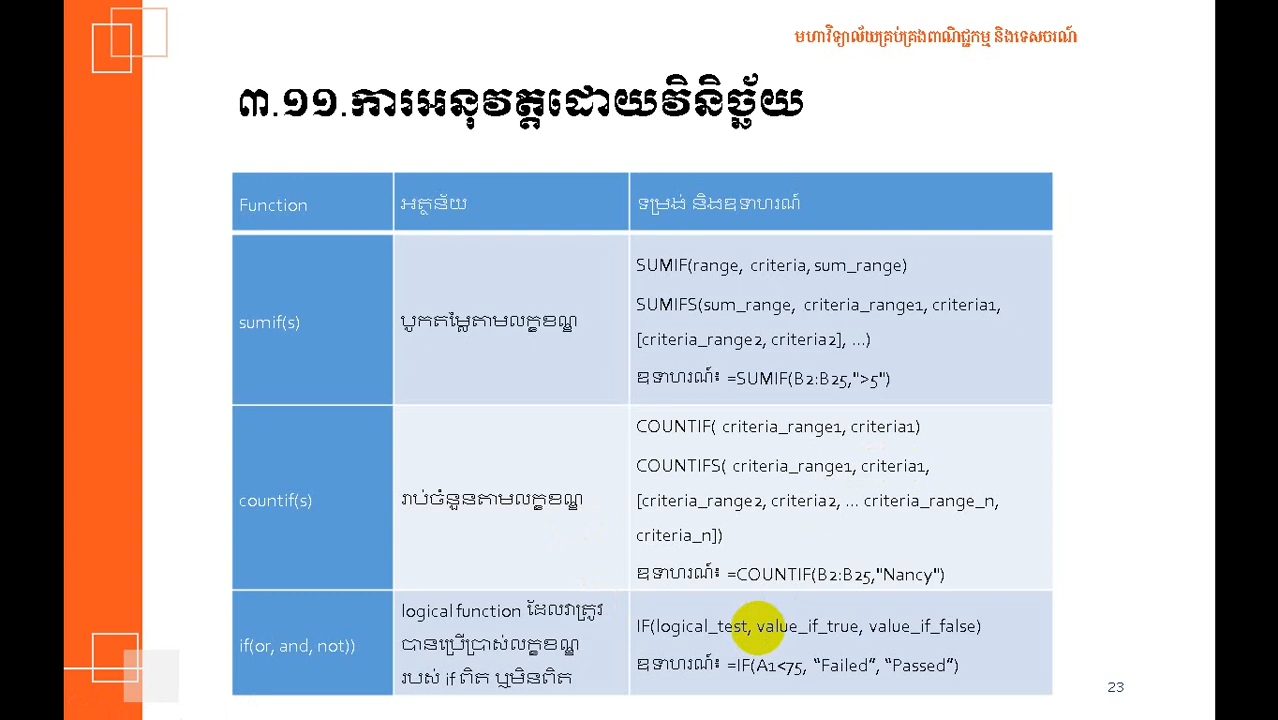 មហាវិទ្យាល័យគ្រប់គ្រងពាណិជ្ជកម្ម និងទេសចរណ៍
៣.១១.ការអនុវត្តដោយវិនិច្ឆ័យ
Function
អត្ថន័យ
ទម្រង់ និងឧទាហរណ៍
sumif(s)
បូកតម្លៃតាមលក្ខខណ្ឌ
SUMIF(range, criteria, sum_range)
SUMIFS(sum_range, criteria_range1, criteria1,
[criteria_range2, criteria2], ...)
ឧទាហរណ៍៖ =SUMIF(B2:B25,">5")
countif(s)
រាប់ចំនួនតាមលក្ខខណ្ឌ
COUNTIF( criteria_range1, criteria1)
COUNTIFS( criteria_range1, criteria1,
[criteria_range2, criteria2, ... criteria_range_n,
criteria_n])
ឧទាហរណ៍៖ =COUNTIF(B2:B25,"Nancy")
if(or, and, not))
logical function ដែលវាត្រូវ
បានប្រើប្រាស់លក្ខខណ្ឌ
របស់ if ពិត ឬមិនពិត
IF(logical_test, value_if_true, value_if_false)
ឧទាហរណ៍៖ =IF(A1<75, “Failed”, “Passed”)
23